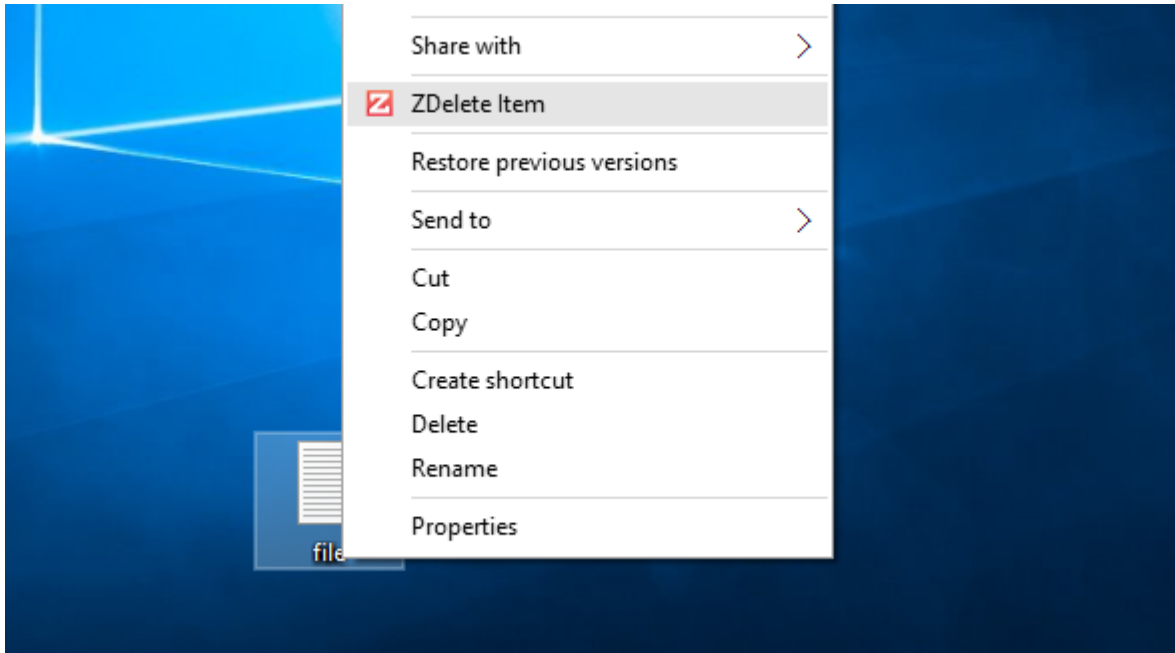 Share with
ZDelete Item
Restore previous versions
Send to
Cut
Copy
Create shortcut
Delete
Rename
Properties
file